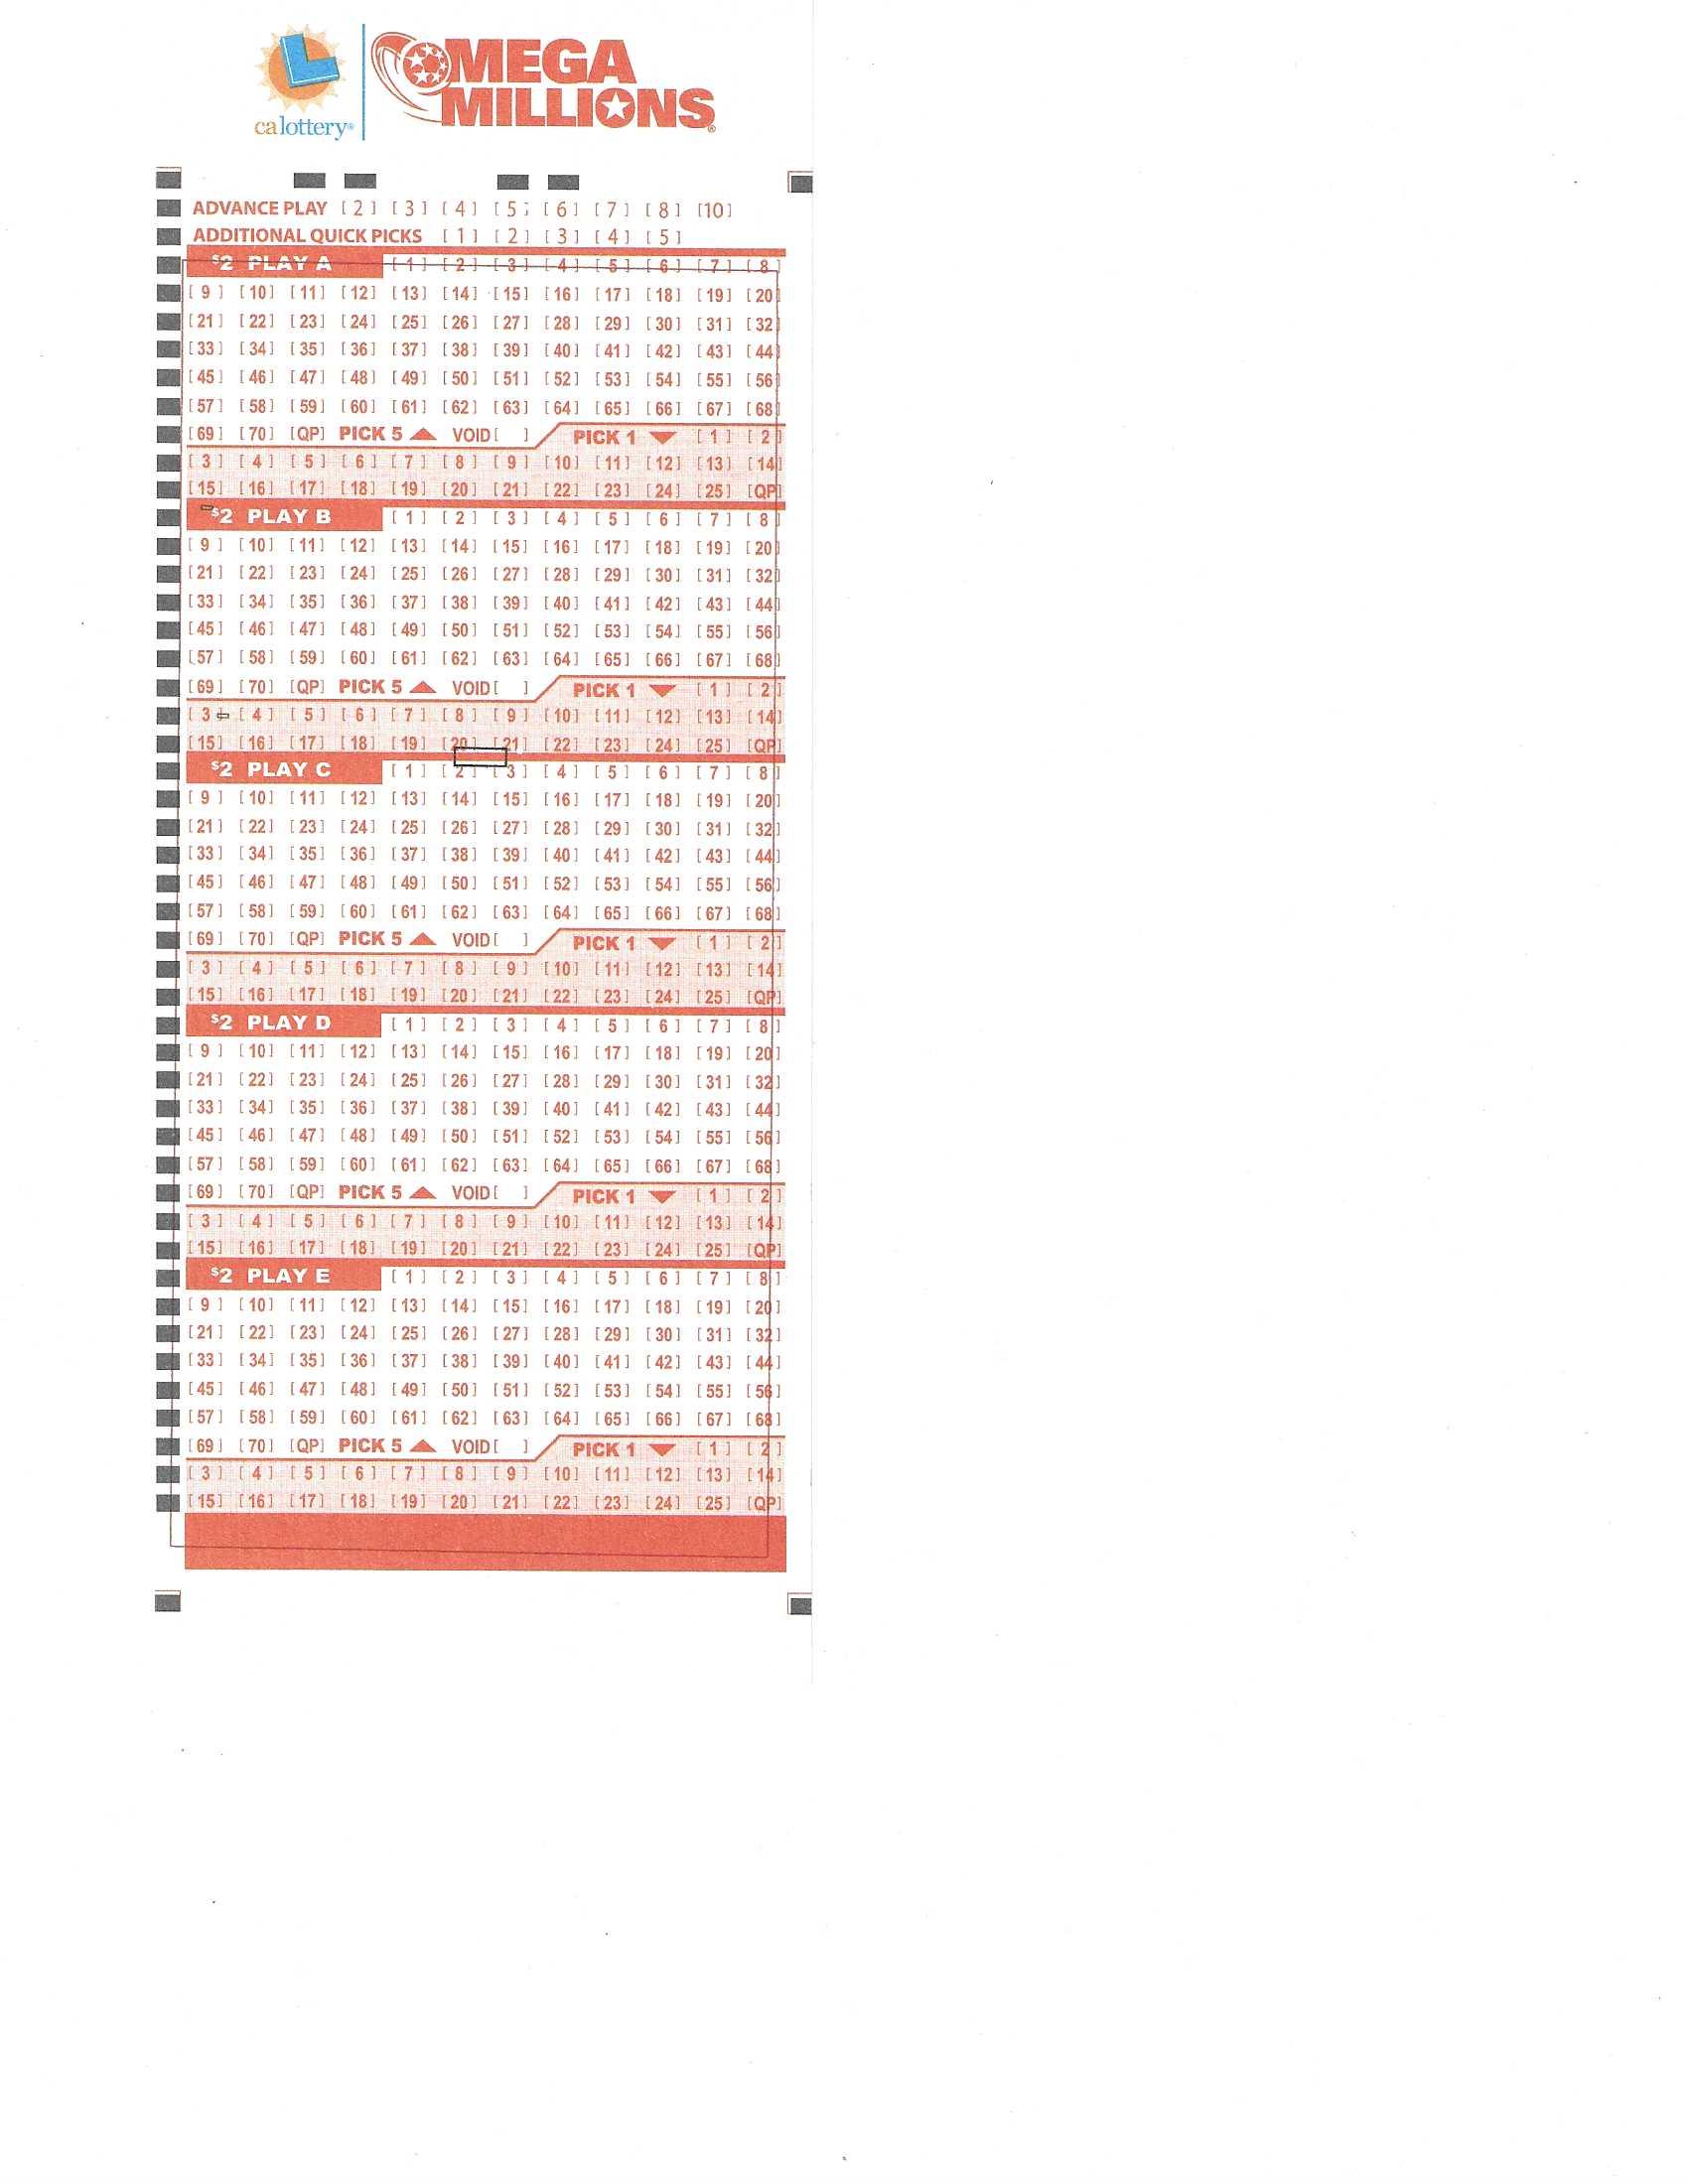 ca lottery®
MEGA
MILLIONS®
ADVANCE PLAY [2] [3] [4] [5] [6] [7] [8] [10]
ADDITIONAL QUICK PICKS [1] [2] [3] [4] [5]
$2 PLAY A [1] [2] [3] [4] [5] [6] [7] [8]
[9] [10] [11] [12] [13] [14] [15] [16] [17] [18] [19] [20]
[21] [22] [23] [24] [25] [26] [27] [28] [29] [30] [31] [32]
[33] [34] [35] [36] [37] [38] [39] [40] [41] [42] [43] [44]
[45] [46] [47] [48] [49] [50] [51] [52] [53] [54] [55] [56]
[57] [58] [59] [60] [61] [62] [63] [64] [65] [66] [67] [68]
[69] [70] [QP] PICK 5 ▲ VOID[ ] PICK 1 ▼ [1] [2]
[3] [4] [5] [6] [7] [8] [9] [10] [11] [12] [13] [14]
[15] [16] [17] [18] [19] [20] [21] [22] [23] [24] [25] [QP]
$2 PLAY B [1] [2] [3] [4] [5] [6] [7] [8]
[9] [10] [11] [12] [13] [14] [15] [16] [17] [18] [19] [20]
[21] [22] [23] [24] [25] [26] [27] [28] [29] [30] [31] [32]
[33] [34] [35] [36] [37] [38] [39] [40] [41] [42] [43] [44]
[45] [46] [47] [48] [49] [50] [51] [52] [53] [54] [55] [56]
[57] [58] [59] [60] [61] [62] [63] [64] [65] [66] [67] [68]
[69] [70] [QP] PICK 5 ▲ VOID[ ] PICK 1 ▼ [1] [2]
[3] [4] [5] [6] [7] [8] [9] [10] [11] [12] [13] [14]
[15] [16] [17] [18] [19] [20] [21] [22] [23] [24] [25] [QP]
$2 PLAY C [1] [2] [3] [4] [5] [6] [7] [8]
[9] [10] [11] [12] [13] [14] [15] [16] [17] [18] [19] [20]
[21] [22] [23] [24] [25] [26] [27] [28] [29] [30] [31] [32]
[33] [34] [35] [36] [37] [38] [39] [40] [41] [42] [43] [44]
[45] [46] [47] [48] [49] [50] [51] [52] [53] [54] [55] [56]
[57] [58] [59] [60] [61] [62] [63] [64] [65] [66] [67] [68]
[69] [70] [QP] PICK 5 ▲ VOID[ ] PICK 1 ▼ [1] [2]
[3] [4] [5] [6] [7] [8] [9] [10] [11] [12] [13] [14]
[15] [16] [17] [18] [19] [20] [21] [22] [23] [24] [25] [QP]
$2 PLAY D [1] [2] [3] [4] [5] [6] [7] [8]
[9] [10] [11] [12] [13] [14] [15] [16] [17] [18] [19] [20]
[21] [22] [23] [24] [25] [26] [27] [28] [29] [30] [31] [32]
[33] [34] [35] [36] [37] [38] [39] [40] [41] [42] [43] [44]
[45] [46] [47] [48] [49] [50] [51] [52] [53] [54] [55] [56]
[57] [58] [59] [60] [61] [62] [63] [64] [65] [66] [67] [68]
[69] [70] [QP] PICK 5 ▲ VOID[ ] PICK 1 ▼ [1] [2]
[3] [4] [5] [6] [7] [8] [9] [10] [11] [12] [13] [14]
[15] [16] [17] [18] [19] [20] [21] [22] [23] [24] [25] [QP]
$2 PLAY E [1] [2] [3] [4] [5] [6] [7] [8]
[9] [10] [11] [12] [13] [14] [15] [16] [17] [18] [19] [20]
[21] [22] [23] [24] [25] [26] [27] [28] [29] [30] [31] [32]
[33] [34] [35] [36] [37] [38] [39] [40] [41] [42] [43] [44]
[45] [46] [47] [48] [49] [50] [51] [52] [53] [54] [55] [56]
[57] [58] [59] [60] [61] [62] [63] [64] [65] [66] [67] [68]
[69] [70] [QP] PICK 5 ▲ VOID[ ] PICK 1 ▼ [1] [2]
[3] [4] [5] [6] [7] [8] [9] [10] [11] [12] [13] [14]
[15] [16] [17] [18] [19] [20] [21] [22] [23] [24] [25] [QP]